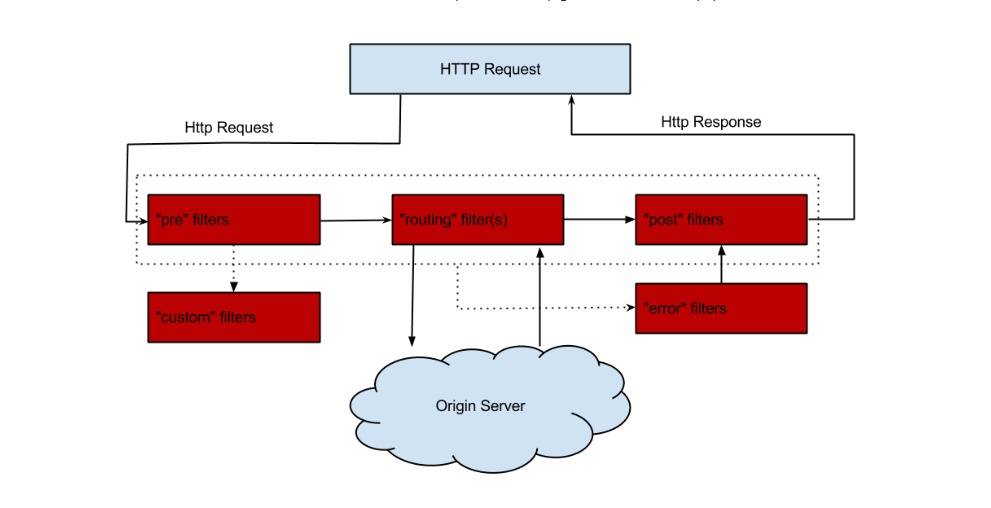 HTTP Request
Http Request
Http Response
"pre" filters
"routing" filter(s)
"post" filters
"custom" filters
"error" filters
Origin Server